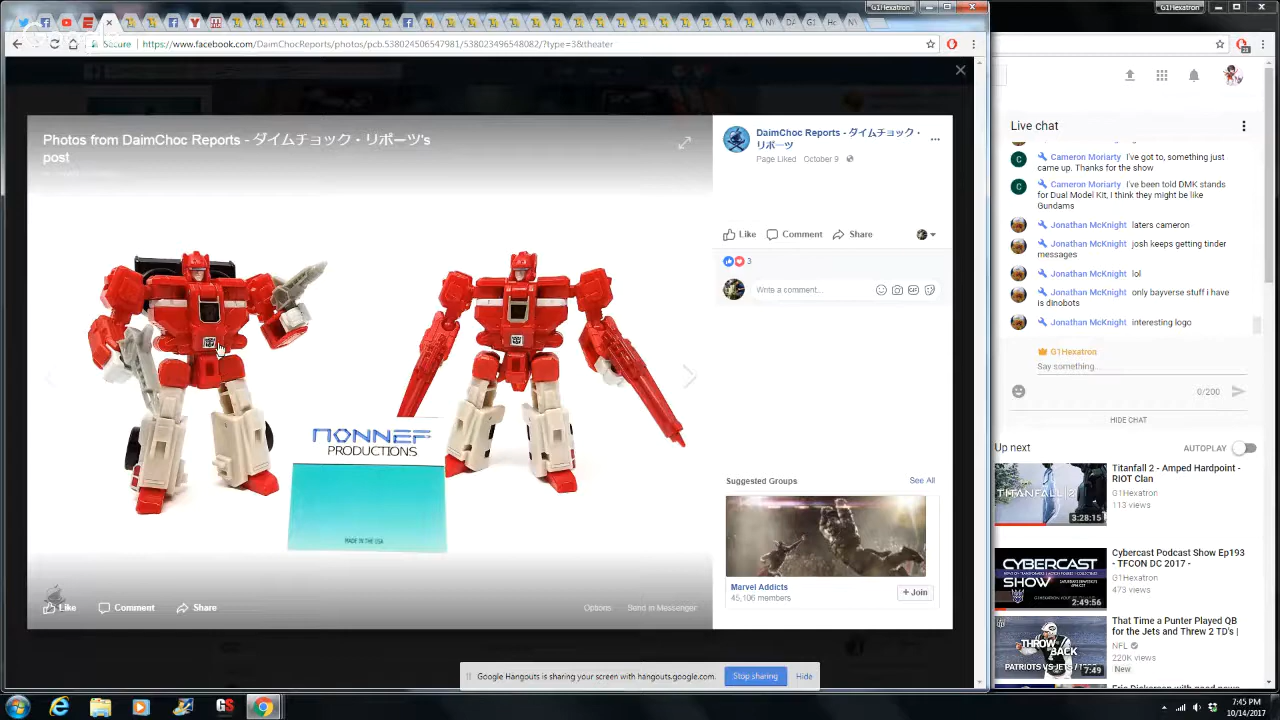 G1Hexatron
G1Hexatron
Secure
https://www.facebook.com/DaimChocReports/photos/pcb.538024506547981/538023496548082/?type=3&theater
Photos from DaimChoc Reports - ダイムチョック・リポーツ's
post
DaimChoc Reports - ダイムチョック・
リポーツ
Page Liked October 9
Like Comment Share
3
Write a comment...
NONNEF
PRODUCTIONS
MADE IN THE USA
Suggested Groups See All
Marvel Addicts
45,106 members
+ Join
Like Comment Share
Options Send in Messenger
Google Hangouts is sharing your screen with hangouts.google.com.
Stop sharing
Hide
Live chat
Cameron Moriarty I've got to, something just
came up. Thanks for the show
Cameron Moriarty I've been told DMK stands
for Dual Model Kit, I think they might be like
Gundams
Jonathan McKnight laters cameron
Jonathan McKnight josh keeps getting tinder
messages
Jonathan McKnight lol
Jonathan McKnight only bayverse stuff i have
is dinobots
Jonathan McKnight interesting logo
G1Hexatron
Say something...
0/200
HIDE CHAT
Up next AUTOPLAY
TITANFALL 2
3:28:15
Titanfall 2 - Amped Hardpoint -
RIOT Clan
G1Hexatron
113 views
CYBERCAST
SHOW
2:49:56
Cybercast Podcast Show Ep193
- TFCON DC 2017 -
G1Hexatron
473 views
THROW
BACK
PATRIOTS VS JETS /
7:49
That Time a Punter Played QB
for the Jets and Threw 2 TD's |
NFL
220K views
New
7:45 PM
10/14/2017